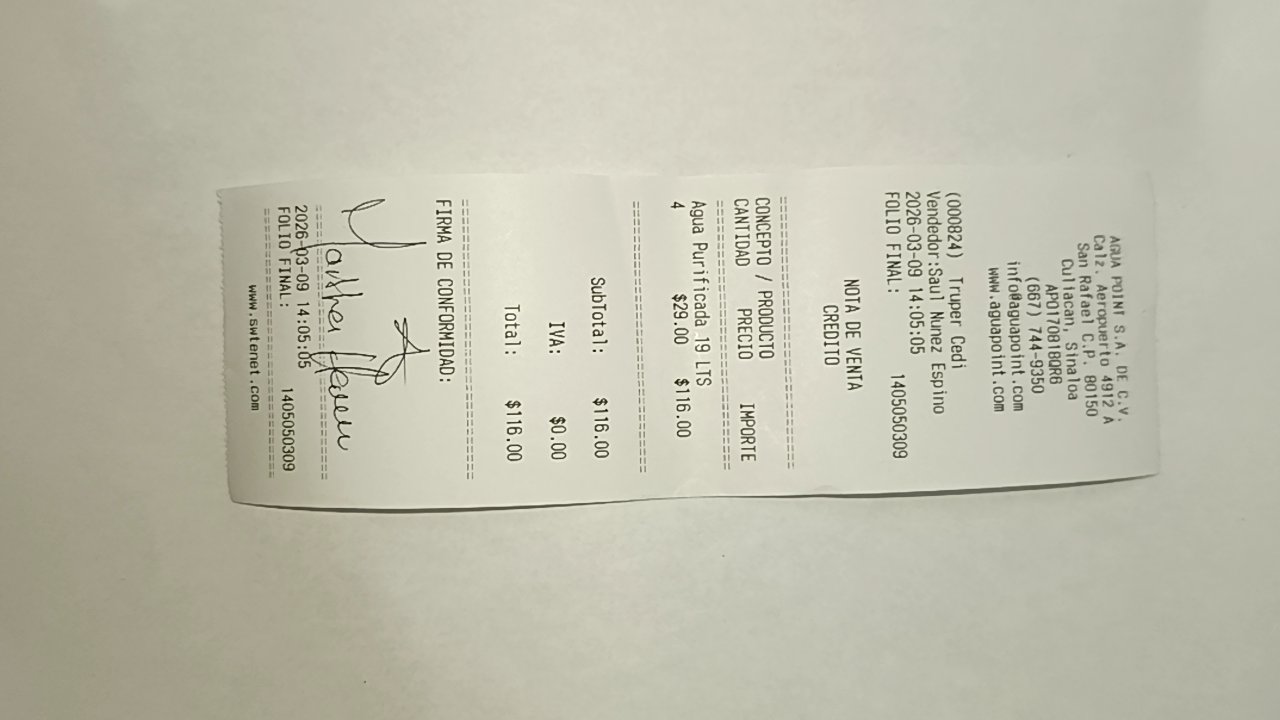 AGUA POINT S.A. DE C.V.
Calz. Aeropuerto 4912 A
San Rafael C.P. 80150
Culiacan, Sinaloa
APO170818QR6
(667) 744-9350
info@aguapoint.com
www.aguapoint.com
(000824) Truper Cedi
Vendedor:Saul Nunez Espino
2026-03-09 14:05:05
FOLIO FINAL: 1405050309
NOTA DE VENTA
CREDITO
CONCEPTO / PRODUCTO
CANTIDAD PRECIO IMPORTE
Agua Purificada 19 LTS
4 $29.00 $116.00
SubTotal: $116.00
IVA: $0.00
Total: $116.00
FIRMA DE CONFORMIDAD:
2026-03-09 14:05:05
FOLIO FINAL: 1405050309
www.swtenet.com